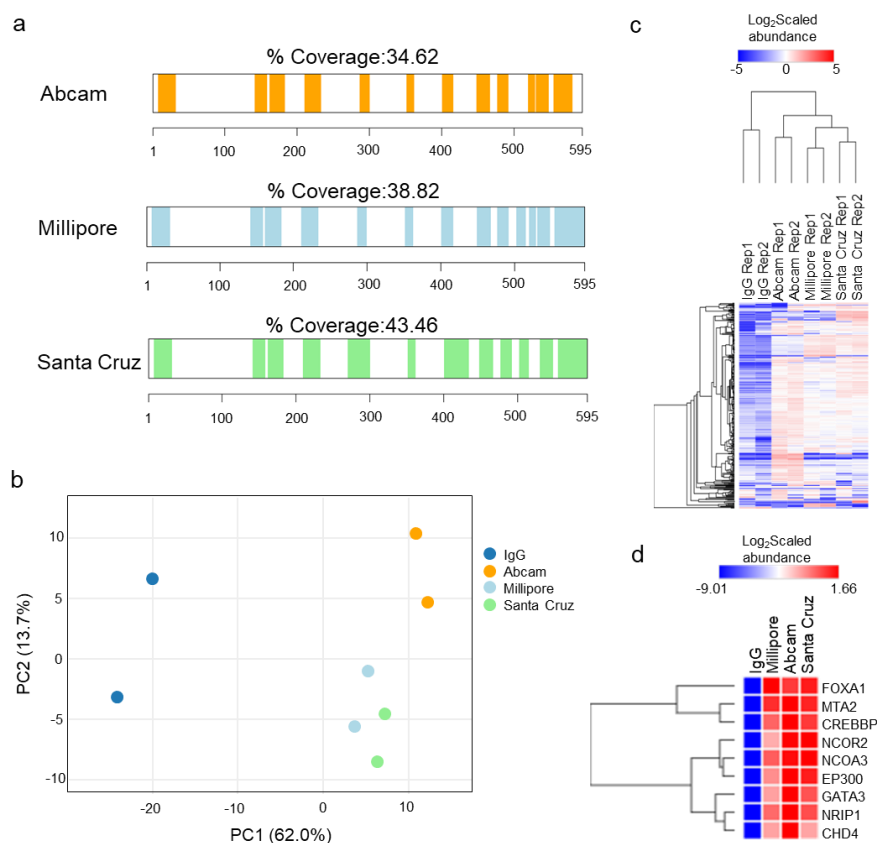 a
% Coverage:34.62
Abcam
1 100 200 300 400 500 595
% Coverage:38.82
Millipore
1 100 200 300 400 500 595
% Coverage:43.46
Santa Cruz
1 100 200 300 400 500 595
b
10
5
0
-5
-10
PC2 (13.7%)
-20 -10 0 10
PC1 (62.0%)
IgG
Abcam
Millipore
Santa Cruz
c
Log2Scaled
abundance
-5 0 5
IgG Rep1
IgG Rep2
Abcam Rep1
Abcam Rep2
Millipore Rep1
Millipore Rep2
Santa Cruz Rep1
Santa Cruz Rep2
d
Log2Scaled
abundance
-9.01 1.66
IgG
Millipore
Abcam
Santa Cruz
FOXA1
MTA2
CREBBP
NCOR2
NCOA3
EP300
GATA3
NRIP1
CHD4